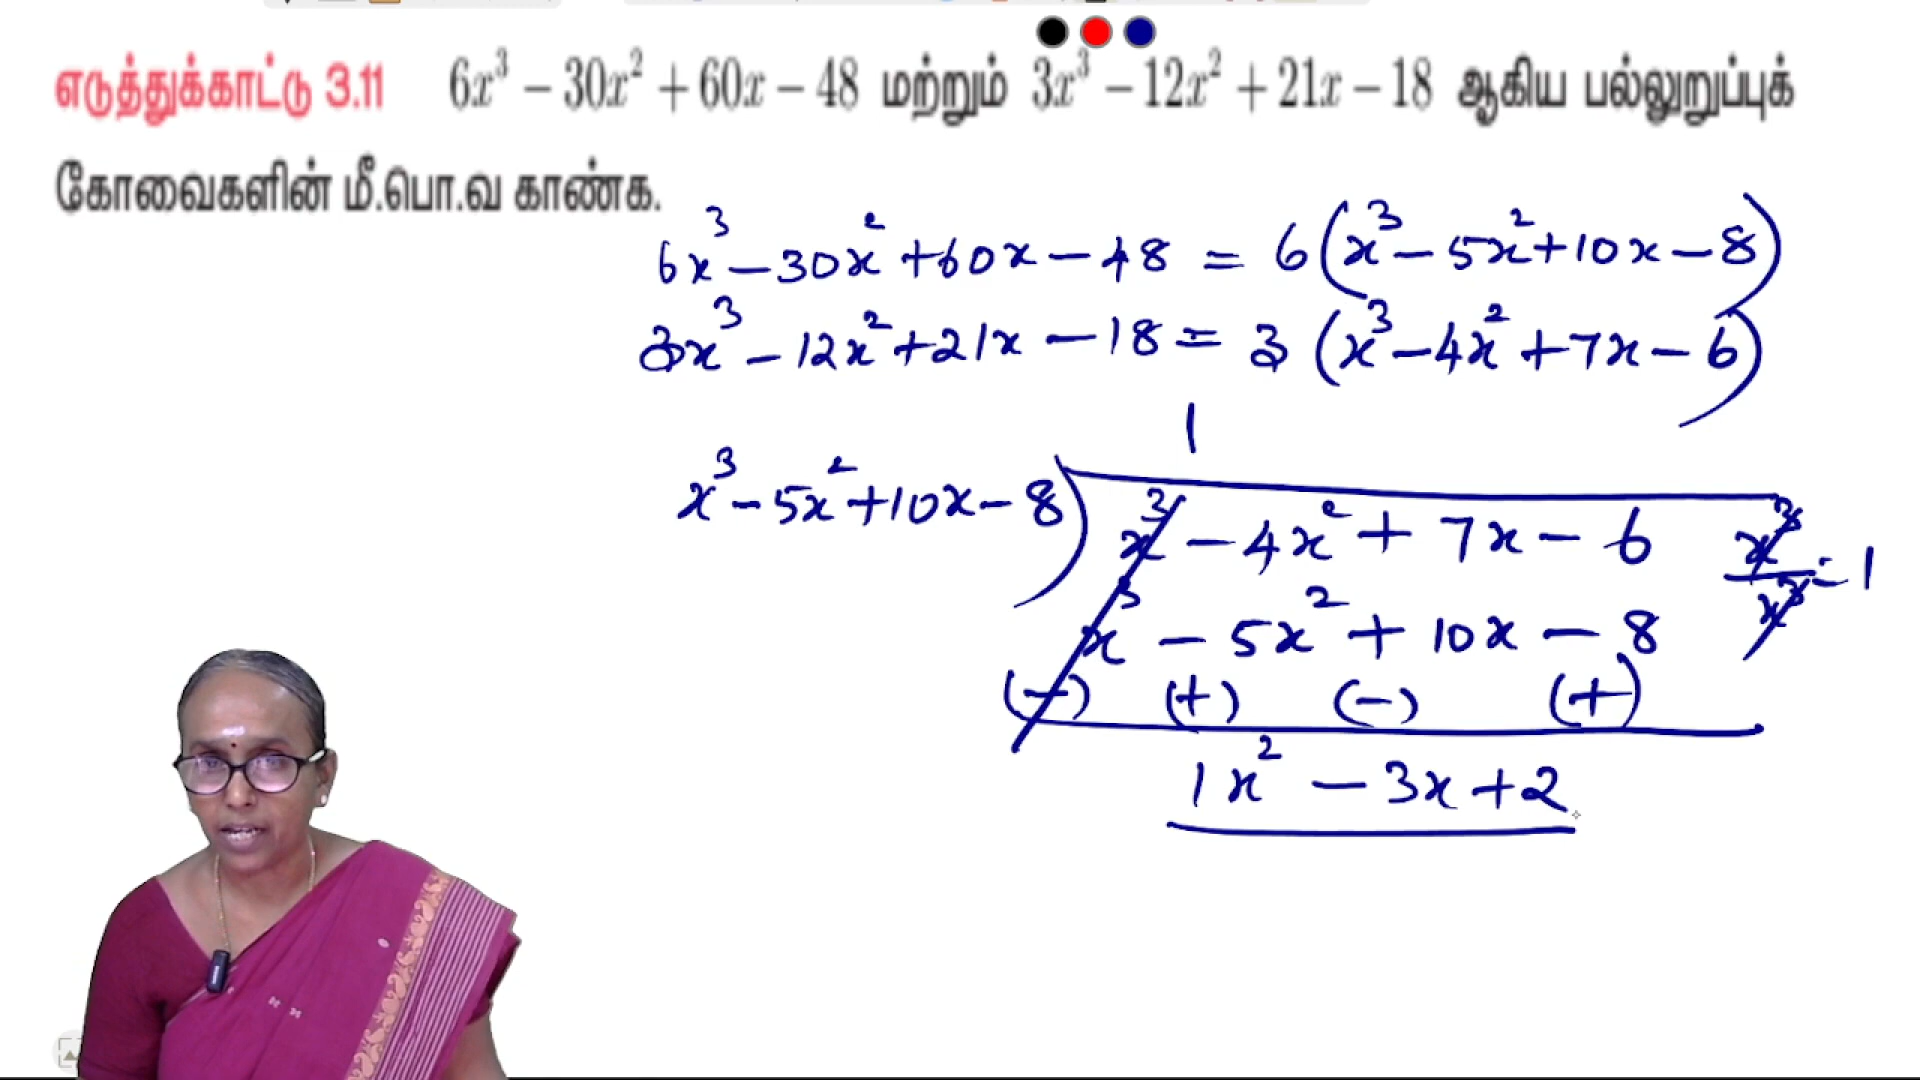 எடுத்துக்காட்டு 3.11 6x³ − 30x² + 60x − 48 மற்றும் 3x³ − 12x² + 21x − 18 ஆகிய பல்லுறுப்புக்
கோவைகளின் மீ.பொ.வ காண்க.
6x³ − 30x² + 60x − 48 = 6(x³ − 5x² + 10x − 8)
3x³ − 12x² + 21x − 18 = 3(x³ − 4x² + 7x − 6)
1
x³ − 5x² + 10x − 8) x³ − 4x² + 7x − 6 x³/x³ = 1
x³ − 5x² + 10x − 8
(−) (+) (−) (+)
1x² − 3x + 2